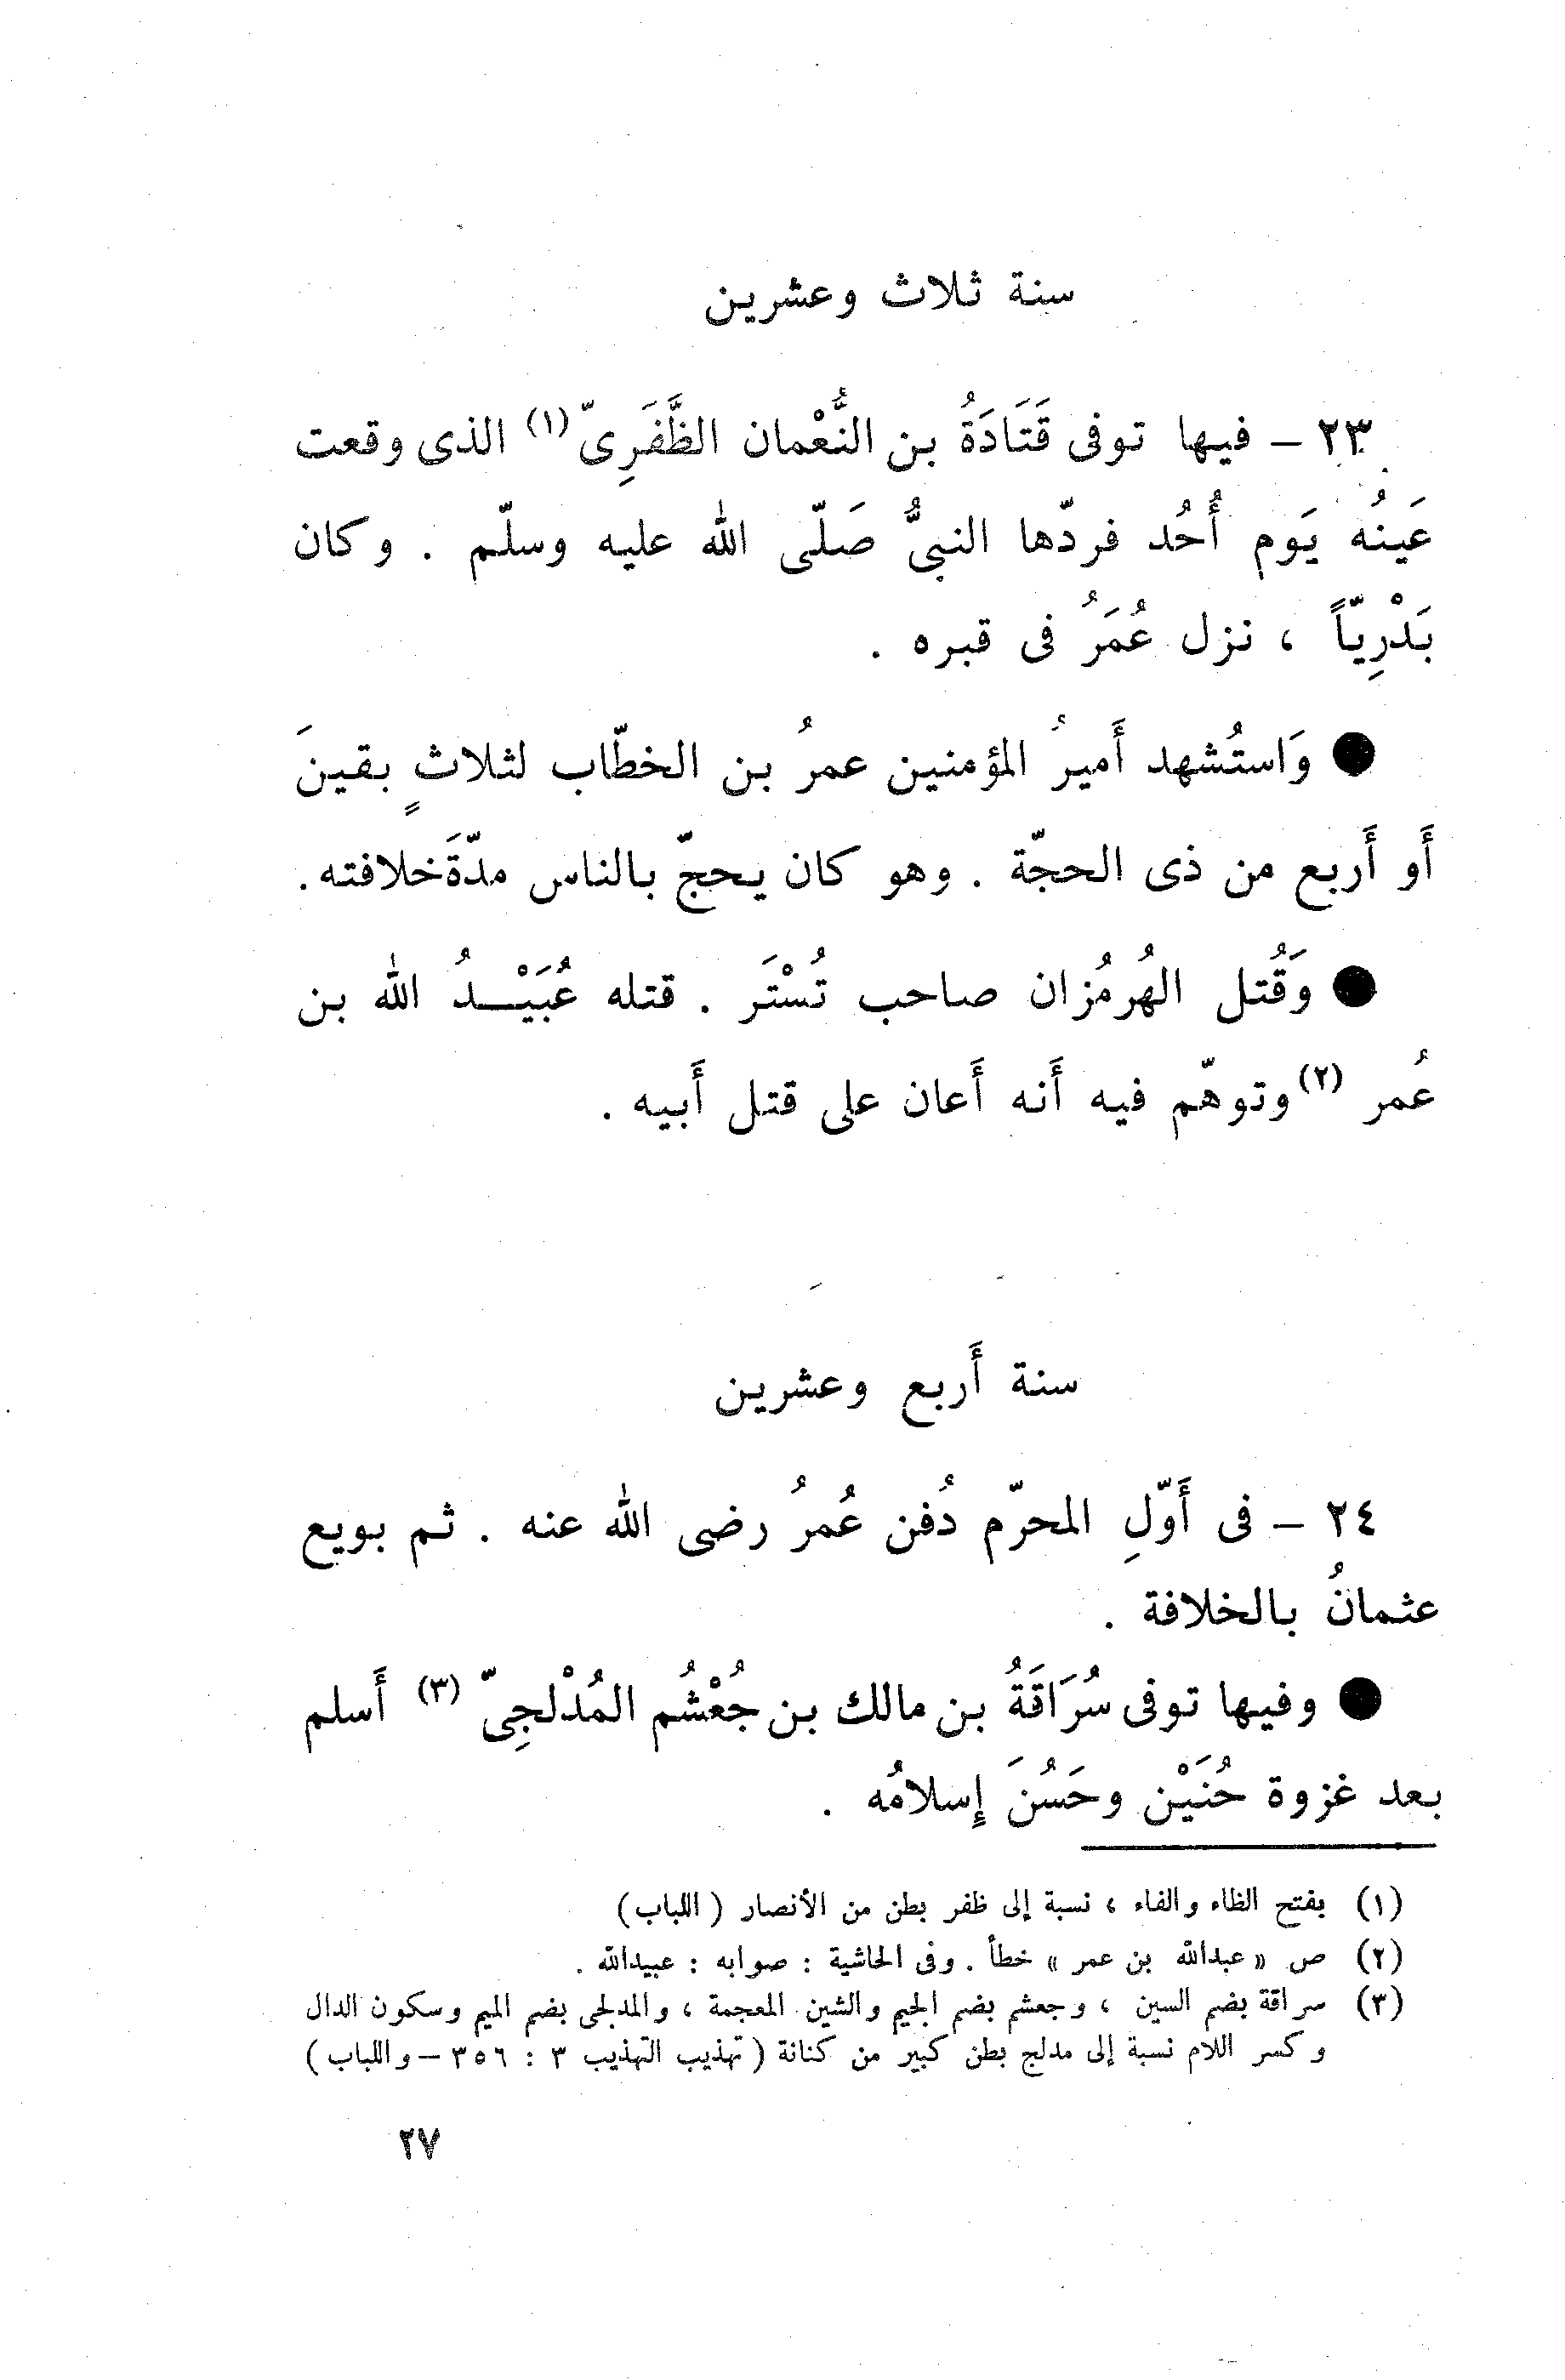 سنة ثلاث وعشرين
٢٣ – فيها توفى قَتَادَةُ بن النُّعْمان الظَّفَرِىّ (١) الذى وقعت
عَينُه يَوم أُحُد فردّها النبىُّ صَلّى الله عليه وسلّم . وكان
بَدْرِيّاً ، نزل عُمَرُ فى قبره .
● وَاستُشهد أَميرُ المؤمنين عمرُ بن الخطّاب لثلاثٍ بقينَ
أَو أَربع من ذى الحجّة . وهو كان يحجّ بالناس مدّةَ خلافته .
● وَقُتل الهُرمُزان صاحب تُسْتَر . قتله عُبَيْـدُ الله بن
عُمر (٢) وتوهّم فيه أَنه أَعان على قتل أَبيه .
سنة أَربع وعشرين
٢٤ – فى أَوّلِ المحرّم دُفن عُمرُ رضى الله عنه . ثم بويع
عثمانُ بالخلافة .
● وفيها توفى سُرَاقَةُ بن مالك بن جُعْشُم المُدْلجِىّ (٣) أَسلم
بعد غزوة حُنَيْن وحَسُنَ إِسلامُه .
(١) بفتح الظاء والفاء ، نسبة إلى ظفر بطن من الأنصار ( اللباب )
(٢) ص « عبدالله بن عمر » خطأ . وفى الحاشية : صوابه : عبيدالله .
(٣) سراقة بضم السين ، وجعشم بضم الجيم والشين المعجمة ، والمدلجى بضم الميم وسكون الدال
وكسر اللام نسبة إلى مدلج بطن كبير من كنانة ( تهذيب التهذيب ٣ : ٣٥٦ – واللباب )
٢٧